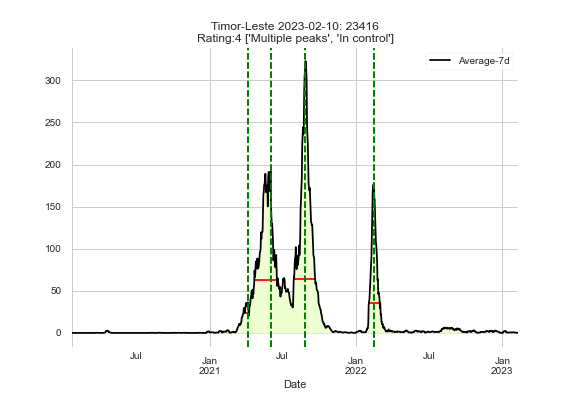 Timor-Leste 2023-02-10: 23416
Rating:4 ['Multiple peaks', 'In control']
Average-7d
300
250
200
150
100
50
0
Jul
Jan
2021
Jul
Jan
2022
Jul
Jan
2023
Date